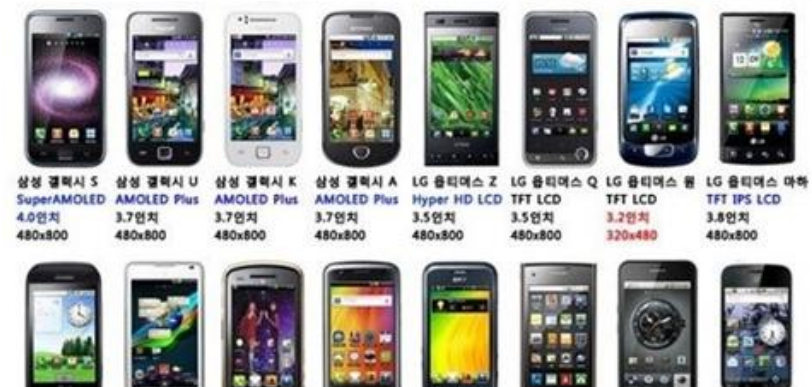 삼성 갤럭시 S 삼성 갤럭시 U 삼성 갤럭시 K 삼성 갤럭시 A LG 옵티머스 Z LG 옵티머스 Q LG 옵티머스 원 LG 옵티머스 마하
SuperAMOLED AMOLED Plus AMOLED Plus AMOLED Plus Hyper HD LCD TFT LCD TFT LCD TFT IPS LCD
4.0인치 3.7인치 3.7인치 3.7인치 3.5인치 3.5인치 3.2인치 3.8인치
480x800 480x800 480x800 480x800 480x800 480x800 320x480 480x800